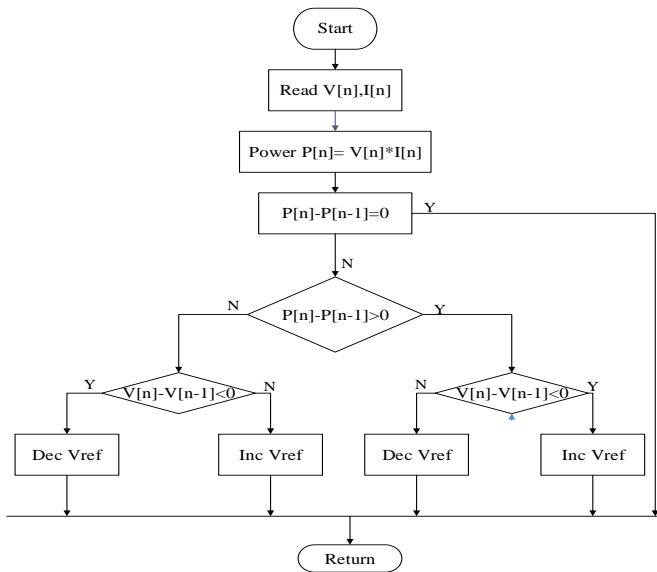 Start
Read V[n],I[n]
Power P[n]= V[n]*I[n]
P[n]-P[n-1]=0
Y
N
N
P[n]-P[n-1]>0
Y
Y
V[n]-V[n-1]<0
N
N
V[n]-V[n-1]<0
Y
Dec Vref
Inc Vref
Dec Vref
Inc Vref
Return